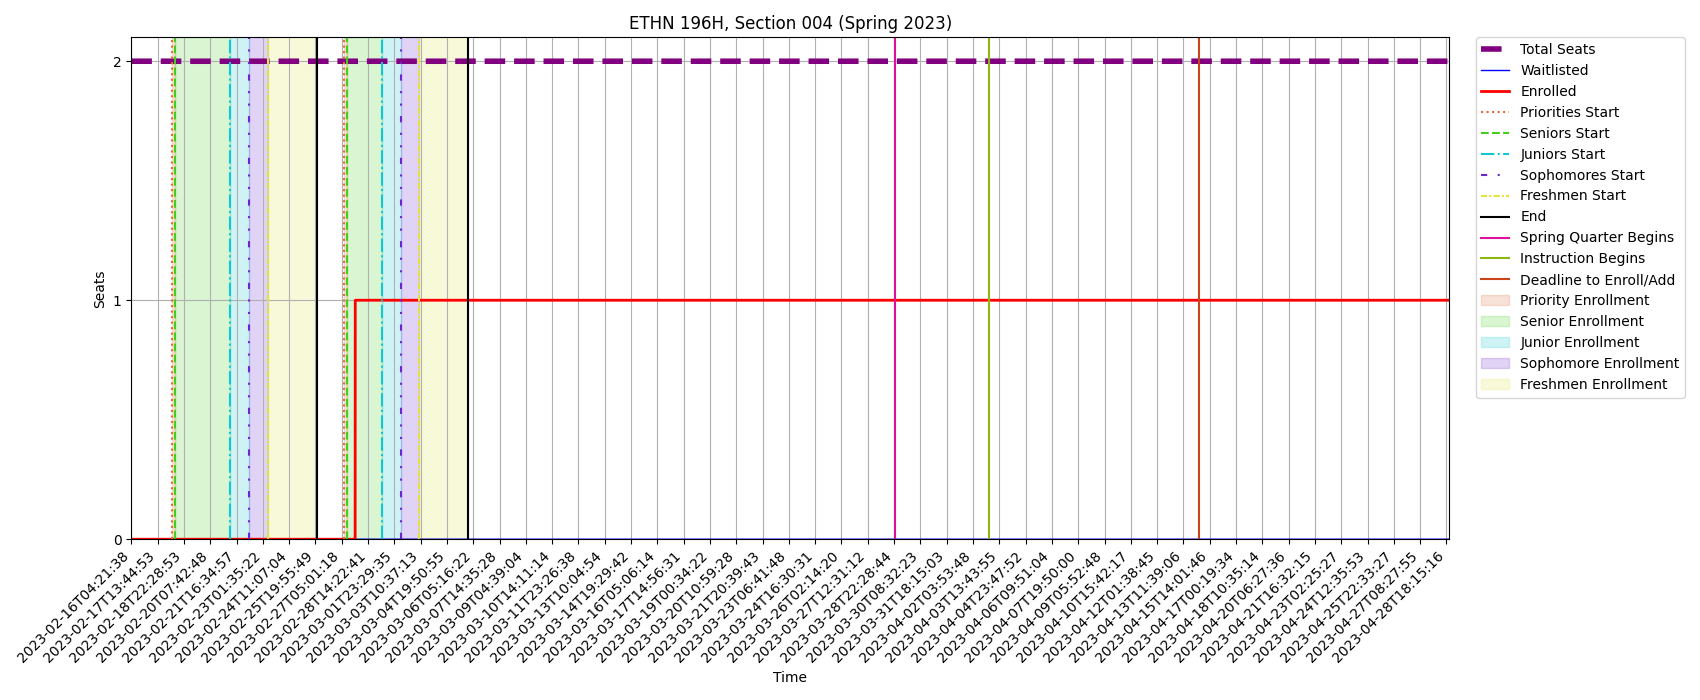 ETHN 196H, Section 004 (Spring 2023)
Seats
2
1
0
Total Seats
Waitlisted
Enrolled
Priorities Start
Seniors Start
Juniors Start
Sophomores Start
Freshmen Start
End
Spring Quarter Begins
Instruction Begins
Deadline to Enroll/Add
Priority Enrollment
Senior Enrollment
Junior Enrollment
Sophomore Enrollment
Freshmen Enrollment
2023-02-16T04:21:38
2023-02-17T13:44:53
2023-02-18T22:28:53
2023-02-20T07:42:48
2023-02-21T16:34:57
2023-02-23T01:35:22
2023-02-24T11:07:04
2023-02-25T19:55:49
2023-02-27T05:01:18
2023-02-28T14:22:41
2023-03-01T23:29:35
2023-03-03T10:37:13
2023-03-04T19:50:55
2023-03-06T05:16:22
2023-03-07T14:35:28
2023-03-09T04:39:04
2023-03-10T14:11:14
2023-03-11T23:26:38
2023-03-13T10:04:54
2023-03-14T19:29:42
2023-03-16T05:06:14
2023-03-17T14:56:31
2023-03-19T00:34:22
2023-03-20T10:59:28
2023-03-21T20:39:43
2023-03-23T06:41:48
2023-03-24T16:30:31
2023-03-26T02:14:20
2023-03-27T12:31:12
2023-03-28T22:28:44
2023-03-30T08:32:23
2023-03-31T18:15:03
2023-04-02T03:53:48
2023-04-03T13:43:55
2023-04-04T23:47:52
2023-04-06T09:51:04
2023-04-07T19:50:00
2023-04-09T05:52:48
2023-04-10T15:42:17
2023-04-12T01:38:45
2023-04-13T11:39:06
2023-04-15T14:01:46
2023-04-17T00:19:34
2023-04-18T10:35:14
2023-04-20T06:27:36
2023-04-21T16:32:15
2023-04-23T02:25:27
2023-04-24T12:35:53
2023-04-25T22:33:27
2023-04-27T08:27:55
2023-04-28T18:15:16
Time